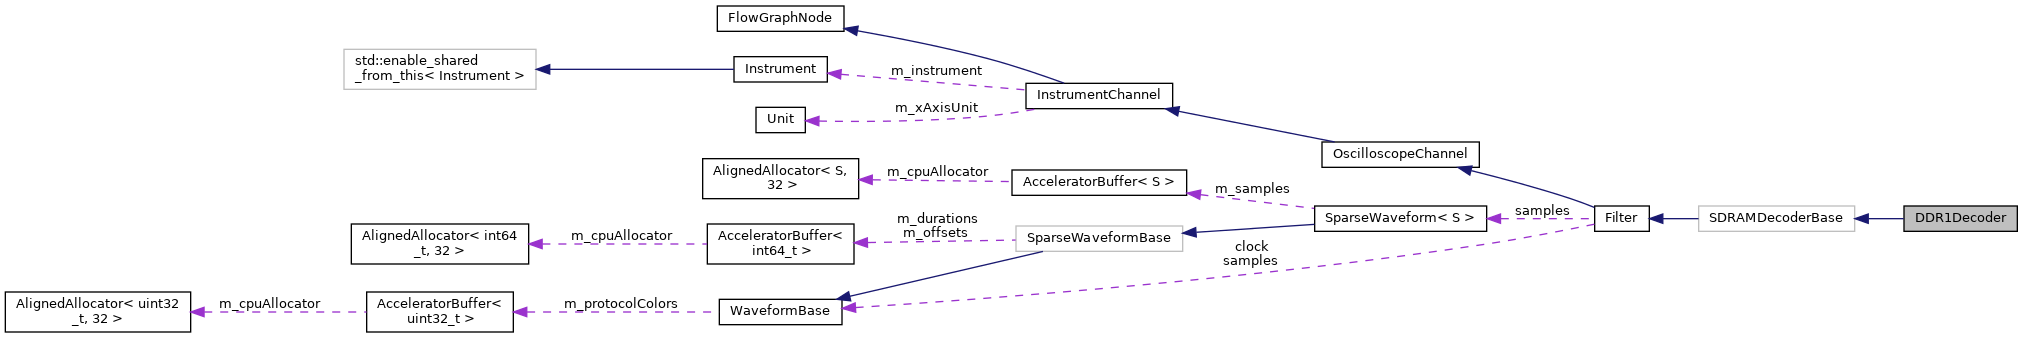 FlowGraphNode
std::enable_shared
_from_this< Instrument >
Instrument
m_instrument
InstrumentChannel
Unit
m_xAxisUnit
OscilloscopeChannel
AlignedAllocator< S,
32 >
m_cpuAllocator
AcceleratorBuffer< S >
m_samples
SparseWaveform< S >
samples
Filter
SDRAMDecoderBase
DDR1Decoder
AlignedAllocator< int64
_t, 32 >
m_cpuAllocator
AcceleratorBuffer<
int64_t >
m_durations
m_offsets
SparseWaveformBase
clock
samples
AlignedAllocator< uint32
_t, 32 >
m_cpuAllocator
AcceleratorBuffer<
uint32_t >
m_protocolColors
WaveformBase